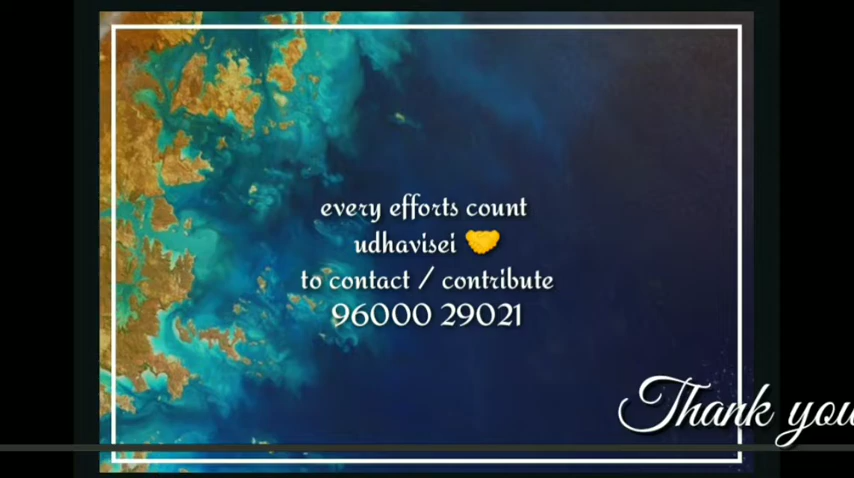 every efforts count
udhavisei 🤝
to contact / contribute
96000 29021
Thank you